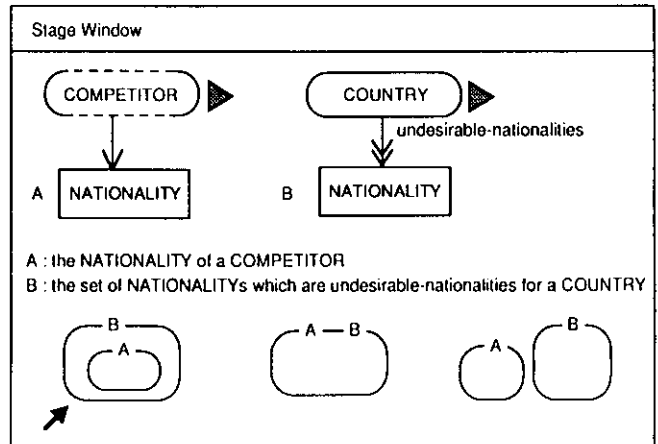 Stage Window
COMPETITOR
COUNTRY
undesirable-nationalities
A NATIONALITY
B NATIONALITY
A : the NATIONALITY of a COMPETITOR
B : the set of NATIONALITYs which are undesirable-nationalities for a COUNTRY
B
A
A — B
A
B